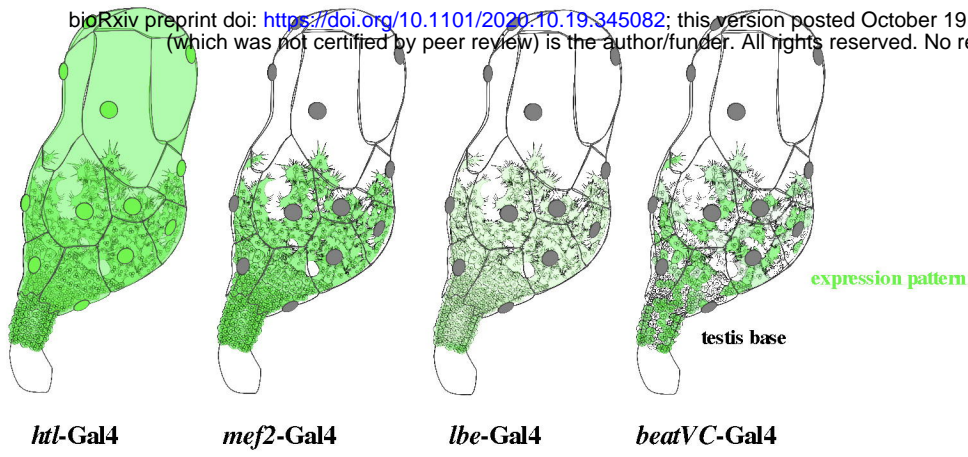 bioRxiv preprint doi: https://doi.org/10.1101/2020.10.19.345082; this version posted October 19
(which was not certified by peer review) is the author/funder. All rights reserved. No re
expression pattern
testis base
htl-Gal4 mef2-Gal4 lbe-Gal4 beatVC-Gal4